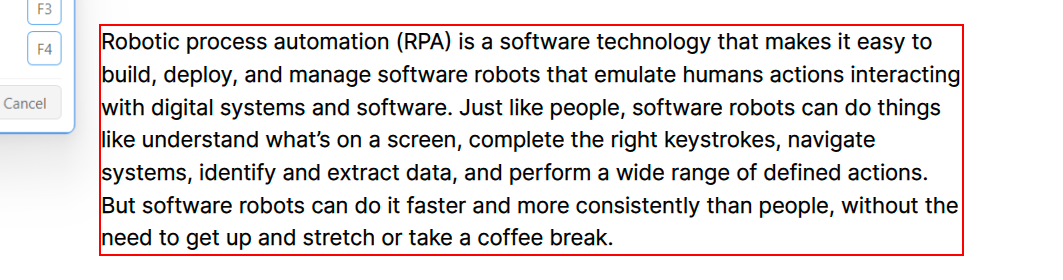 F3
F4
Cancel
Robotic process automation (RPA) is a software technology that makes it easy to
build, deploy, and manage software robots that emulate humans actions interacting
with digital systems and software. Just like people, software robots can do things
like understand what’s on a screen, complete the right keystrokes, navigate
systems, identify and extract data, and perform a wide range of defined actions.
But software robots can do it faster and more consistently than people, without the
need to get up and stretch or take a coffee break.